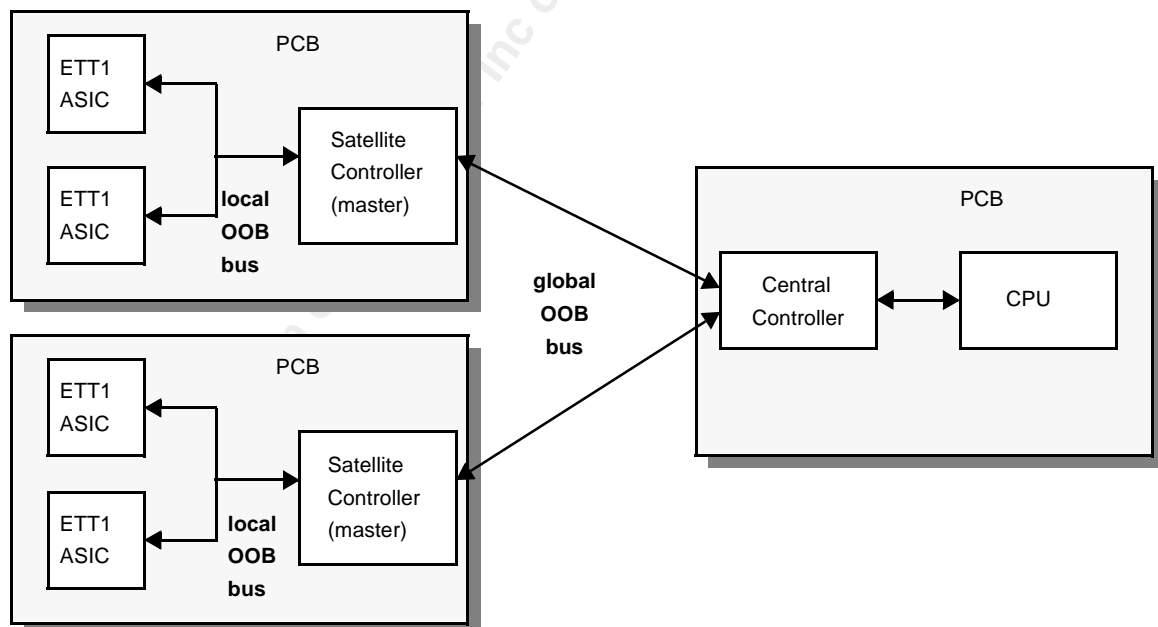 PCB
ETT1
ASIC
Satellite
Controller
(master)
ETT1
ASIC
local
OOB
bus
PCB
Central
Controller
CPU
global
OOB
bus
PCB
ETT1
ASIC
Satellite
Controller
(master)
ETT1
ASIC
local
OOB
bus
inc